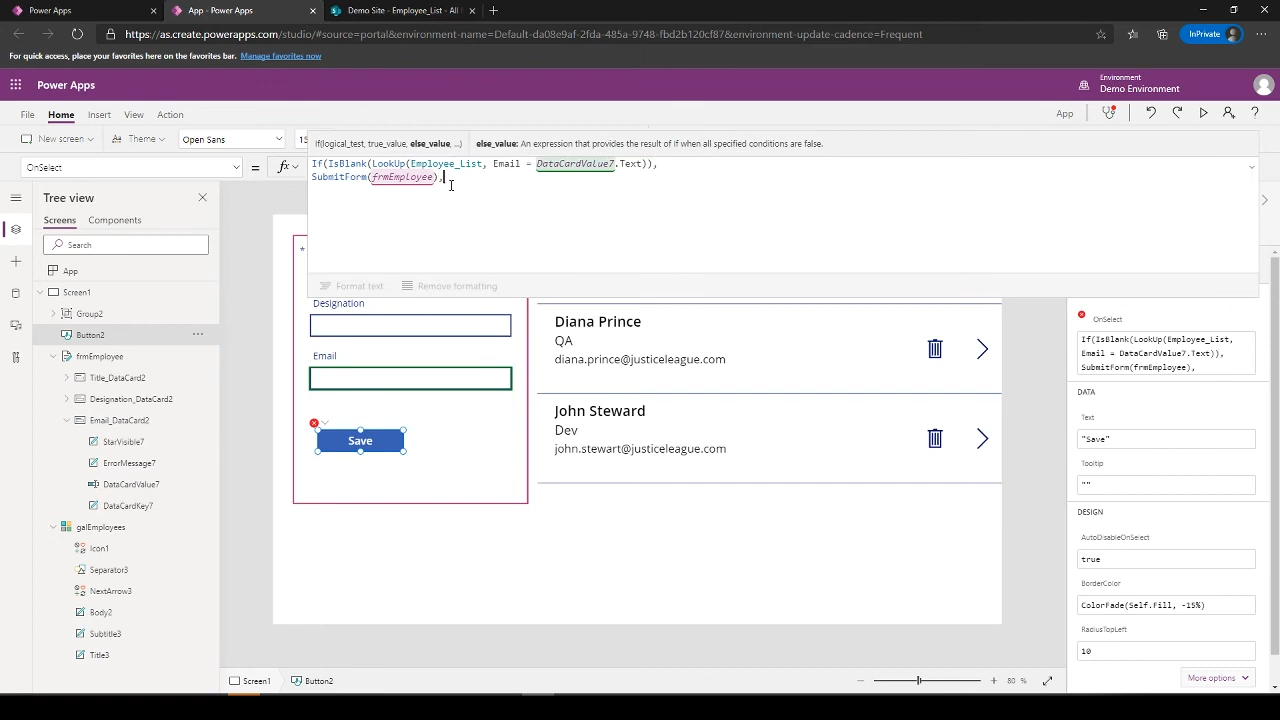 Power Apps
App - Power Apps
Demo Site - Employee_List - All
https://as.create.powerapps.com/studio/#source=portal&environment-name=Default-da08e9af-2fda-485a-9748-fbd2b120cf87&environment-update-cadence=Frequent
InPrivate
For quick access, place your favorites here on the favorites bar. Manage favorites now
Power Apps
Environment
Demo Environment
File
Home
Insert
View
Action
App
New screen
Theme
Open Sans
If(logical_test, true_value, else_value, ...)
else_value: An expression that provides the result of if when all specified conditions are false.
OnSelect
=
fx
If(IsBlank(LookUp(Employee_List, Email = DataCardValue7.Text)),
SubmitForm(frmEmployee),
Format text
Remove formatting
Tree view
Screens
Components
Search
App
Screen1
Group2
Button2
frmEmployee
Title_DataCard2
Designation_DataCard2
Email_DataCard2
StarVisible7
ErrorMessage7
DataCardValue7
DataCardKey7
galEmployees
Icon1
Separator3
NextArrow3
Body2
Subtitle3
Title3
*
Designation
Email
Save
Diana Prince
QA
diana.prince@justiceleague.com
John Steward
Dev
john.stewart@justiceleague.com
OnSelect
If(IsBlank(LookUp(Employee_List,
Email = DataCardValue7.Text)),
SubmitForm(frmEmployee),
DATA
Text
"Save"
Tooltip
""
DESIGN
AutoDisableOnSelect
true
BorderColor
ColorFade(Self.Fill, -15%)
RadiusTopLeft
10
More options
Screen1
Button2
80 %